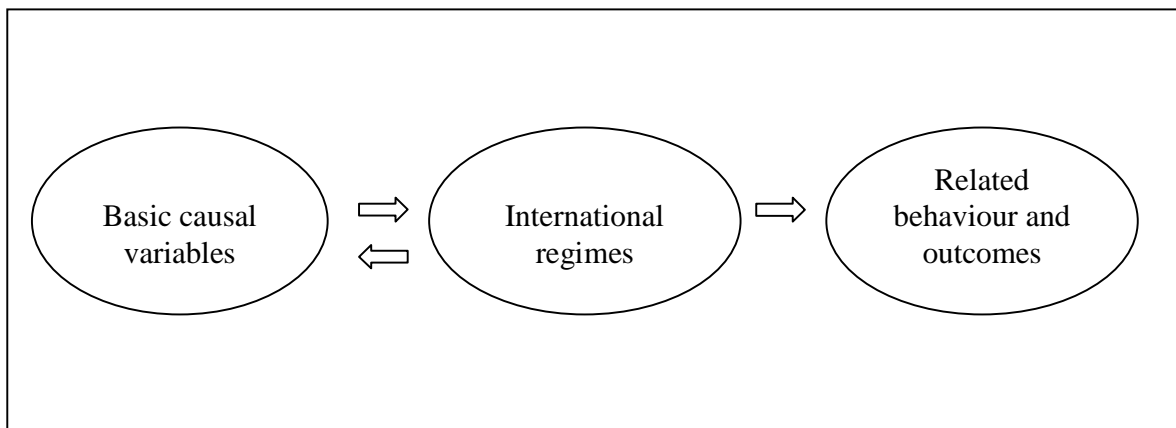 Basic causal
variables
International
regimes
Related
behaviour and
outcomes